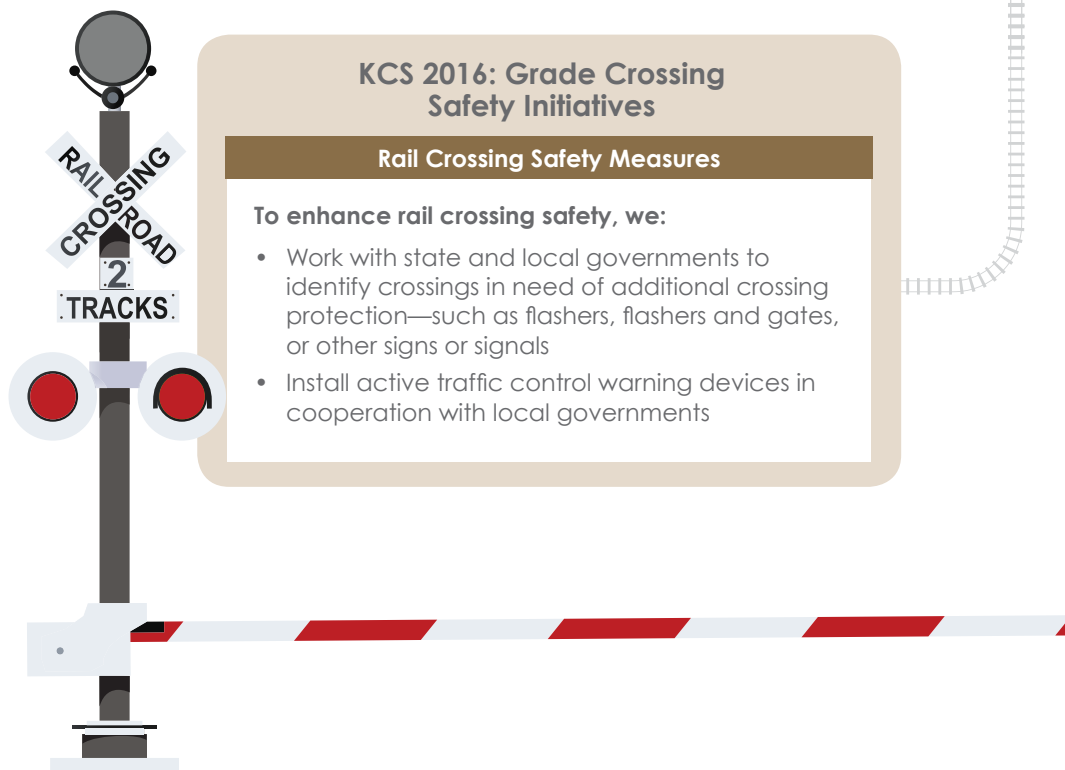 RAIL ROAD
CROSSING
2
TRACKS
KCS 2016: Grade Crossing
Safety Initiatives
Rail Crossing Safety Measures
To enhance rail crossing safety, we:
• Work with state and local governments to
identify crossings in need of additional crossing
protection—such as flashers, flashers and gates,
or other signs or signals
• Install active traffic control warning devices in
cooperation with local governments